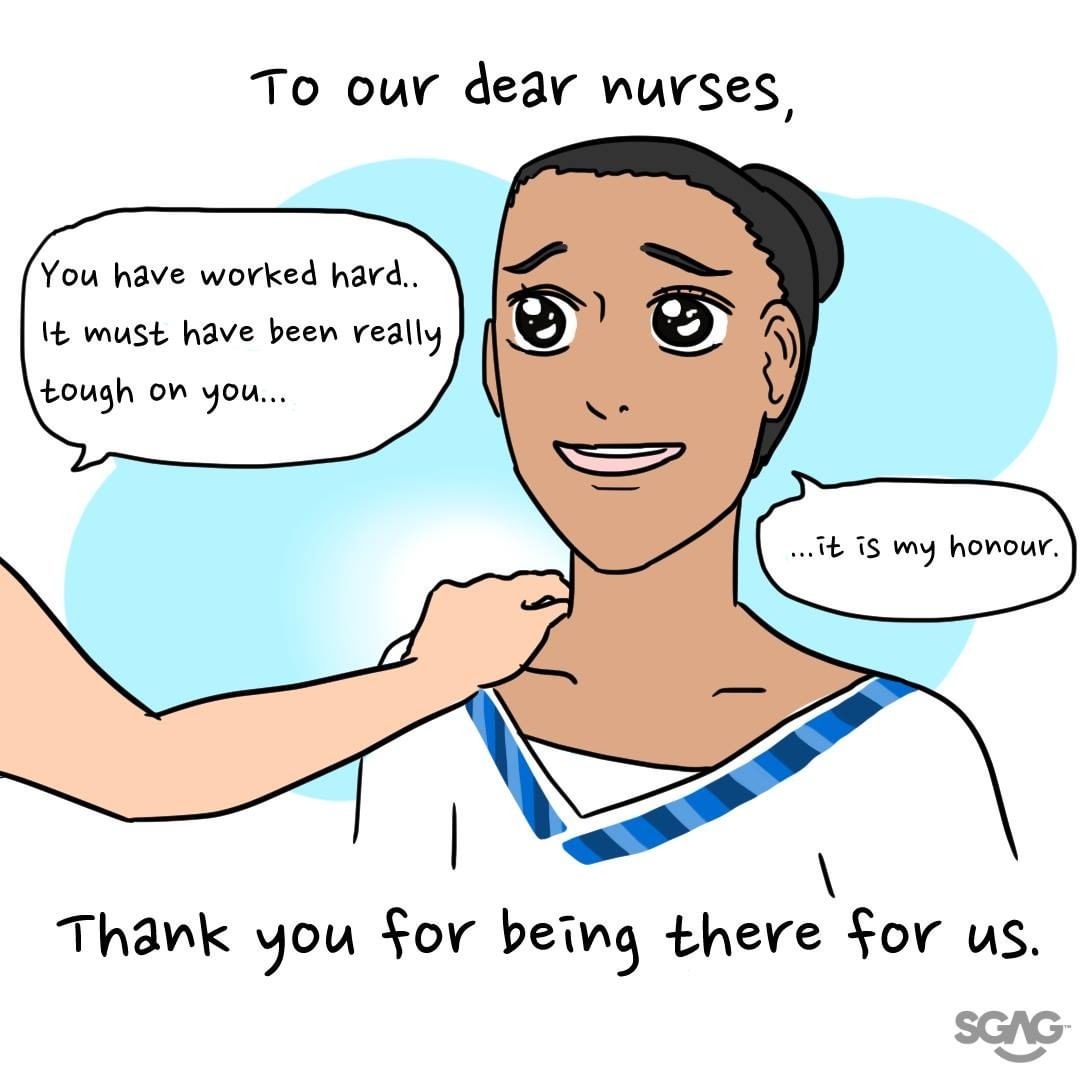 To our dear nurses,
You have worked hard..
It must have been really
tough on you...
...it is my honour.
Thank you for being there for us.
SGAG™